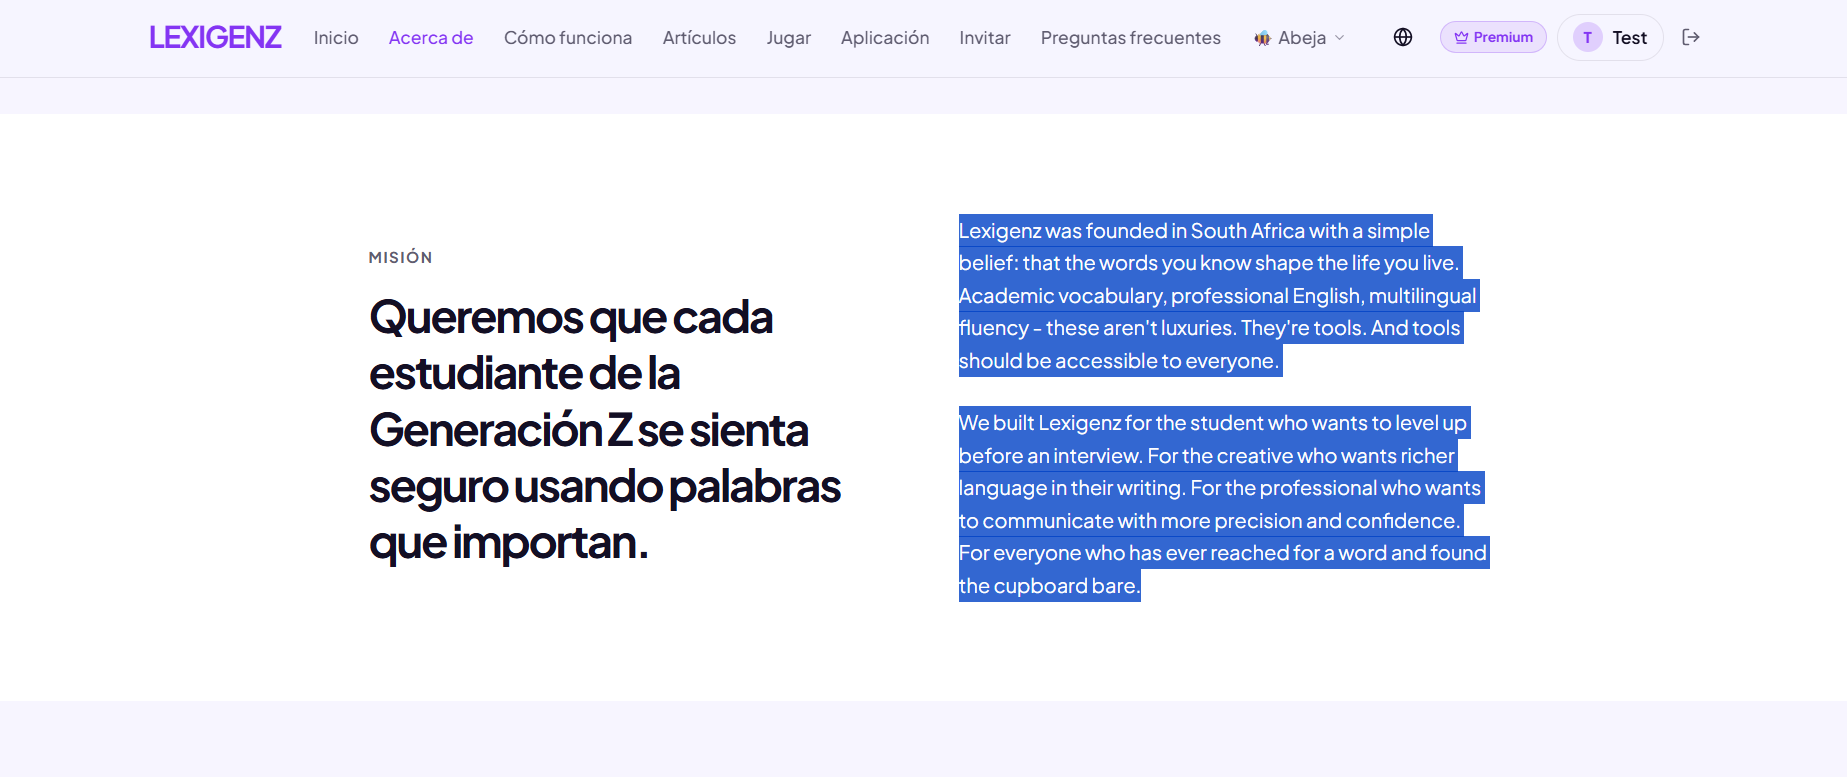 LEXIGENZ Inicio Acerca de Cómo funciona Artículos Jugar Aplicación Invitar Preguntas frecuentes Abeja Premium T Test
MISIÓN
Queremos que cada
estudiante de la
Generación Z se sienta
seguro usando palabras
que importan.
Lexigenz was founded in South Africa with a simple
belief: that the words you know shape the life you live.
Academic vocabulary, professional English, multilingual
fluency - these aren't luxuries. They're tools. And tools
should be accessible to everyone.
We built Lexigenz for the student who wants to level up
before an interview. For the creative who wants richer
language in their writing. For the professional who wants
to communicate with more precision and confidence.
For everyone who has ever reached for a word and found
the cupboard bare.